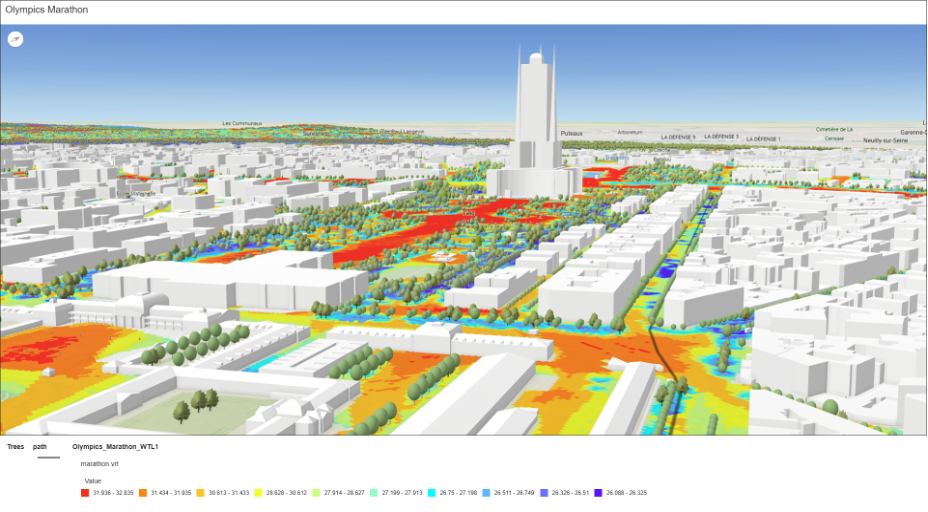 Olympics Marathon
Les Communaux
Suresnes
Puteaux
Arboretum
LA DÉFENSE 9
LA DÉFENSE 3
LA DÉFENSE 1
Cimetière de La
Neuilly-sur-Seine
Trees path Olympics_Marathon_WTL1
marathon.vrt
Value
31.936 - 32.835 31.434 - 31.935 30.613 - 31.433 28.628 - 30.612 27.914 - 28.627 27.199 - 27.913 26.75 - 27.198 26.511 - 26.749 26.326 - 26.51 26.088 - 26.325